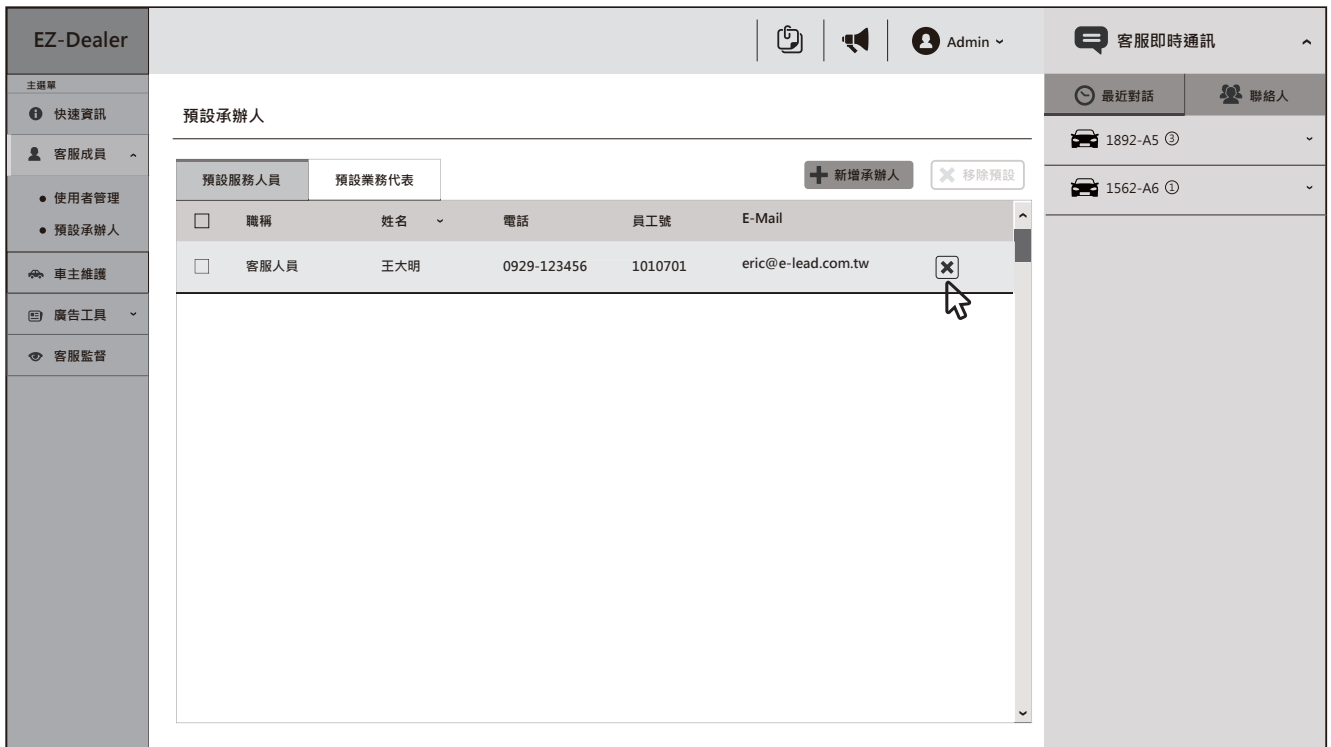 EZ-Dealer
Admin
主選單
快速資訊
客服成員
使用者管理
預設承辦人
車主維護
廣告工具
客服監督
預設承辦人
預設服務人員 預設業務代表 新增承辦人 移除預設
職稱 姓名 電話 員工號 E-Mail
客服人員 王大明 0929-123456 1010701 eric@e-lead.com.tw
客服即時通訊
最近對話 聯絡人
1892-A5 ③
1562-A6 ①